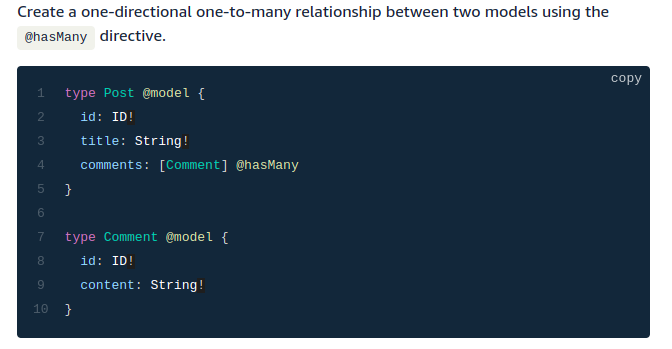 Create a one-directional one-to-many relationship between two models using the
@hasMany directive.
copy
1 type Post @model {
2 id: ID!
3 title: String!
4 comments: [Comment] @hasMany
5 }
6
7 type Comment @model {
8 id: ID!
9 content: String!
10 }